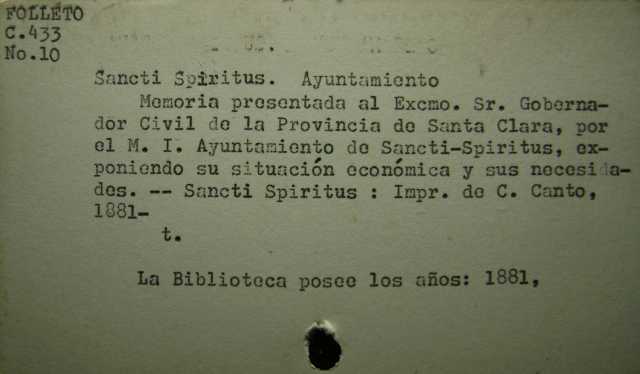 FOLLETO
C.433
No.10
Sancti Spiritus. Ayuntamiento
Memoria presentada al Excmo. Sr. Goberna-
dor Civil de la Provincia de Santa Clara, por
el M. I. Ayuntamiento de Sancti-Spiritus, ex-
poniendo su situación económica y sus necesida-
des. -- Sancti Spiritus : Impr. de C. Canto,
1881-
t.
La Biblioteca posee los años: 1881,